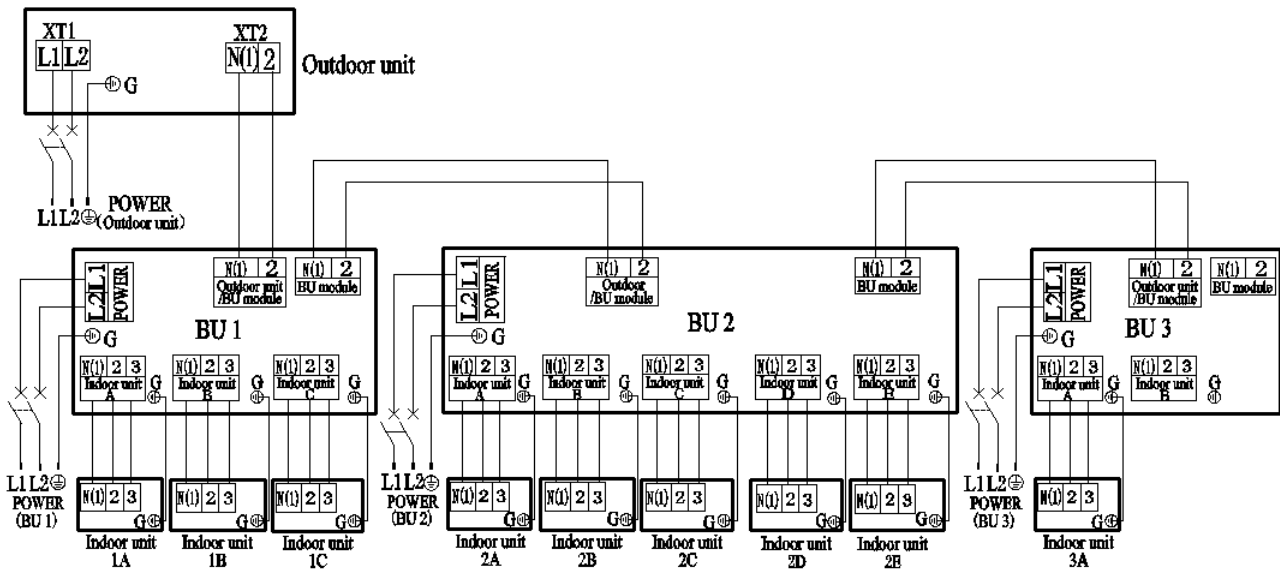 XT1 XT2
L1 L2 N(1) 2
Outdoor unit
G
L1 L2 POWER
(Outdoor unit)
L1 L2 POWER
N(1) 2 N(1) 2
Outdoor unit BU module
/BU module
BU 1
G
N(1) 2 3 N(1) 2 3 N(1) 2 3
Indoor unit G Indoor unit G Indoor unit G
A B C
L1 L2
POWER
(BU 1)
N(1) 2 3 N(1) 2 3 N(1) 2 3
G G G
Indoor unit Indoor unit Indoor unit
1A 1B 1C
L1 L2 POWER
N(1) 2 N(1) 2
Outdoor BU module
/BU module
BU 2
G
N(1) 2 3 N(1) 2 3 N(1) 2 3 N(1) 2 3 N(1) 2 3
Indoor unit G Indoor unit G Indoor unit G Indoor unit G Indoor unit G
A B C D E
L1 L2
POWER
(BU 2)
N(1) 2 3 N(1) 2 3 N(1) 2 3 N(1) 2 3 N(1) 2 3
G G G G G
Indoor unit Indoor unit Indoor unit Indoor unit Indoor unit
2A 2B 2C 2D 2E
L1 L2 POWER
N(1) 2 N(1) 2
Outdoor unit BU module
/BU module
BU 3
G
N(1) 2 3 N(1) 2 3
Indoor unit G Indoor unit G
A B
L1 L2
POWER
(BU 3)
N(1) 2 3
G
Indoor unit
3A